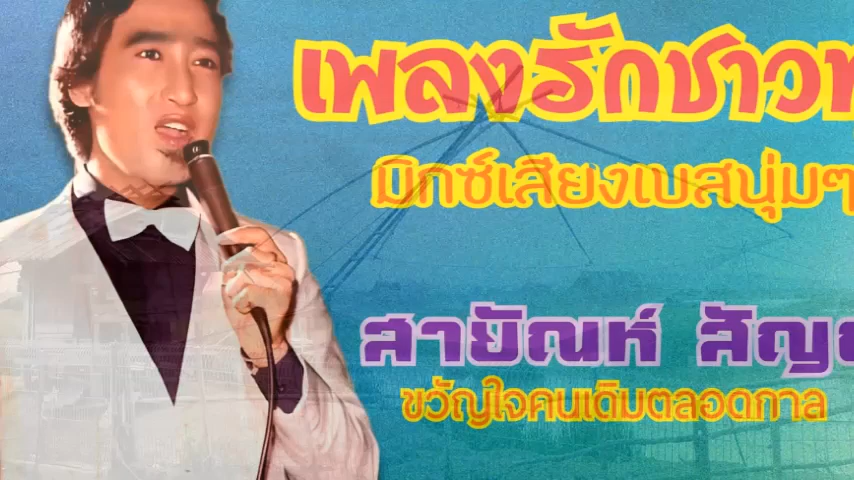 เพลงรักชาว
มิกซ์เสียงเบสนุ่มๆ
สายัณห์
ขวัญใจคนเดิมตลอดกาล